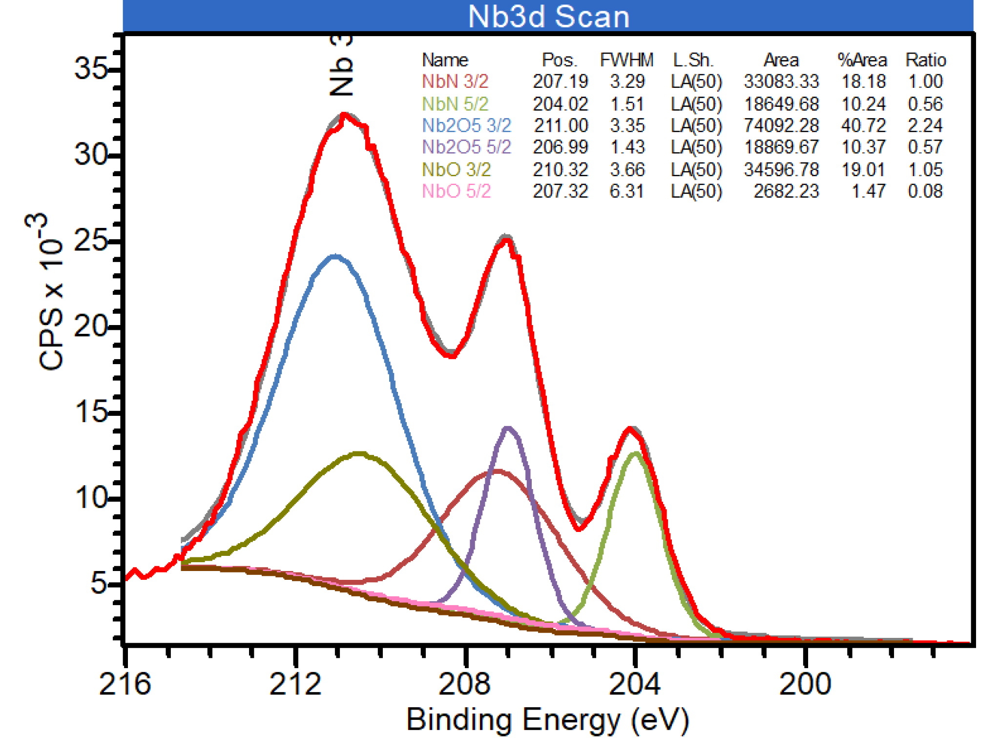 Nb3d Scan
Nb 3
Name Pos. FWHM L.Sh. Area %Area Ratio
NbN 3/2 207.19 3.29 LA(50) 33083.33 18.18 1.00
NbN 5/2 204.02 1.51 LA(50) 18649.68 10.24 0.56
Nb2O5 3/2 211.00 3.35 LA(50) 74092.28 40.72 2.24
Nb2O5 5/2 206.99 1.43 LA(50) 18869.67 10.37 0.57
NbO 3/2 210.32 3.66 LA(50) 34596.78 19.01 1.05
NbO 5/2 207.32 6.31 LA(50) 2682.23 1.47 0.08
CPS x 10-3
35
30
25
20
15
10
5
216 212 208 204 200
Binding Energy (eV)